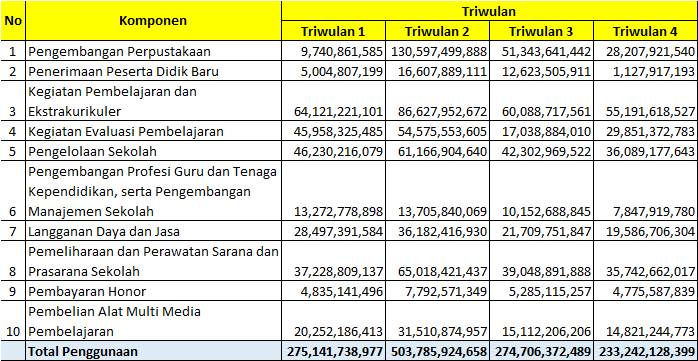 No Komponen Triwulan
Triwulan 1 Triwulan 2 Triwulan 3 Triwulan 4
1 Pengembangan Perpustakaan 9,740,861,585 130,597,499,888 51,343,641,442 28,207,921,540
2 Penerimaan Peserta Didik Baru 5,004,807,199 16,607,889,111 12,623,505,911 1,127,917,193
Kegiatan Pembelajaran dan
3 Ekstrakurikuler 64,121,221,101 86,627,952,672 60,088,717,561 55,191,618,527
4 Kegiatan Evaluasi Pembelajaran 45,958,325,485 54,575,553,605 17,038,884,010 29,851,372,783
5 Pengelolaan Sekolah 46,230,216,079 61,166,904,640 42,302,969,522 36,089,177,643
Pengembangan Profesi Guru dan Tenaga
Kependidikan, serta Pengembangan
6 Manajemen Sekolah 13,272,778,898 13,705,840,069 10,152,688,845 7,847,919,780
7 Langganan Daya dan Jasa 28,497,391,584 36,182,416,930 21,709,751,847 19,586,706,304
Pemeliharaan dan Perawatan Sarana dan
8 Prasarana Sekolah 37,228,809,137 65,018,421,437 39,048,891,888 35,742,662,017
9 Pembayaran Honor 4,835,141,496 7,792,571,349 5,285,115,257 4,775,587,839
Pembelian Alat Multi Media
10 Pembelajaran 20,252,186,413 31,510,874,957 15,112,206,206 14,821,244,773
Total Penggunaan 275,141,738,977 503,785,924,658 274,706,372,489 233,242,128,399